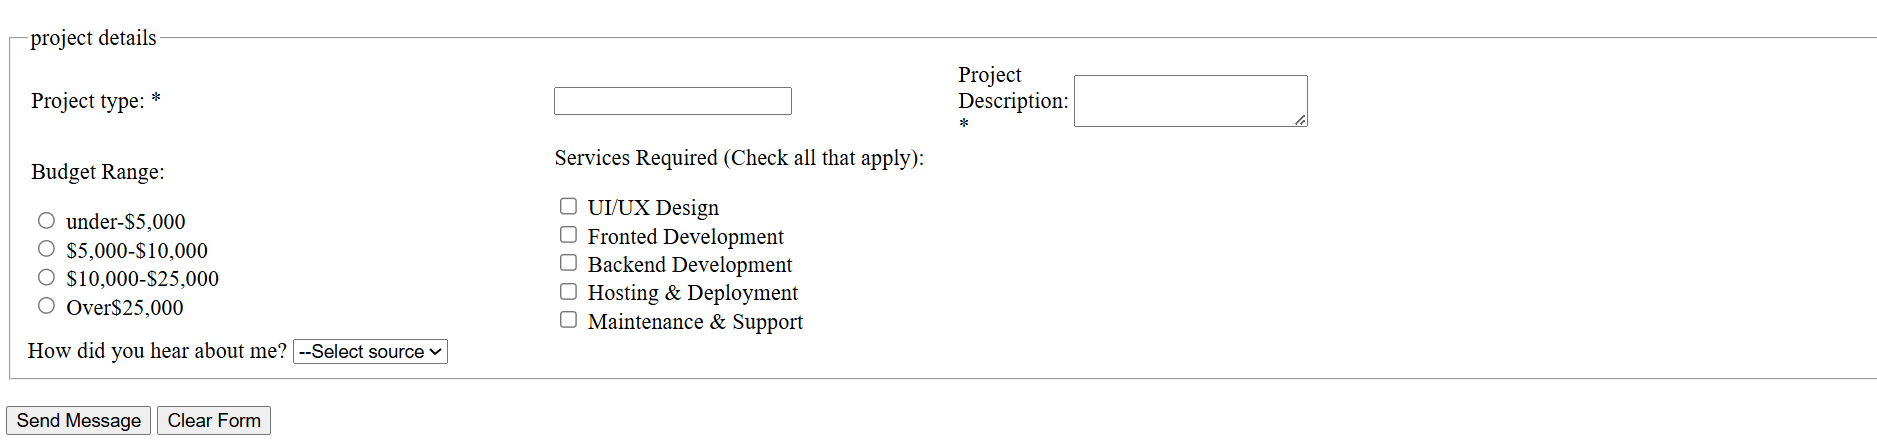 project details
Project type: *
Project
Description:
*
Budget Range:
under-$5,000
$5,000-$10,000
$10,000-$25,000
Over$25,000
Services Required (Check all that apply):
UI/UX Design
Fronted Development
Backend Development
Hosting & Deployment
Maintenance & Support
How did you hear about me? --Select source
Send Message Clear Form